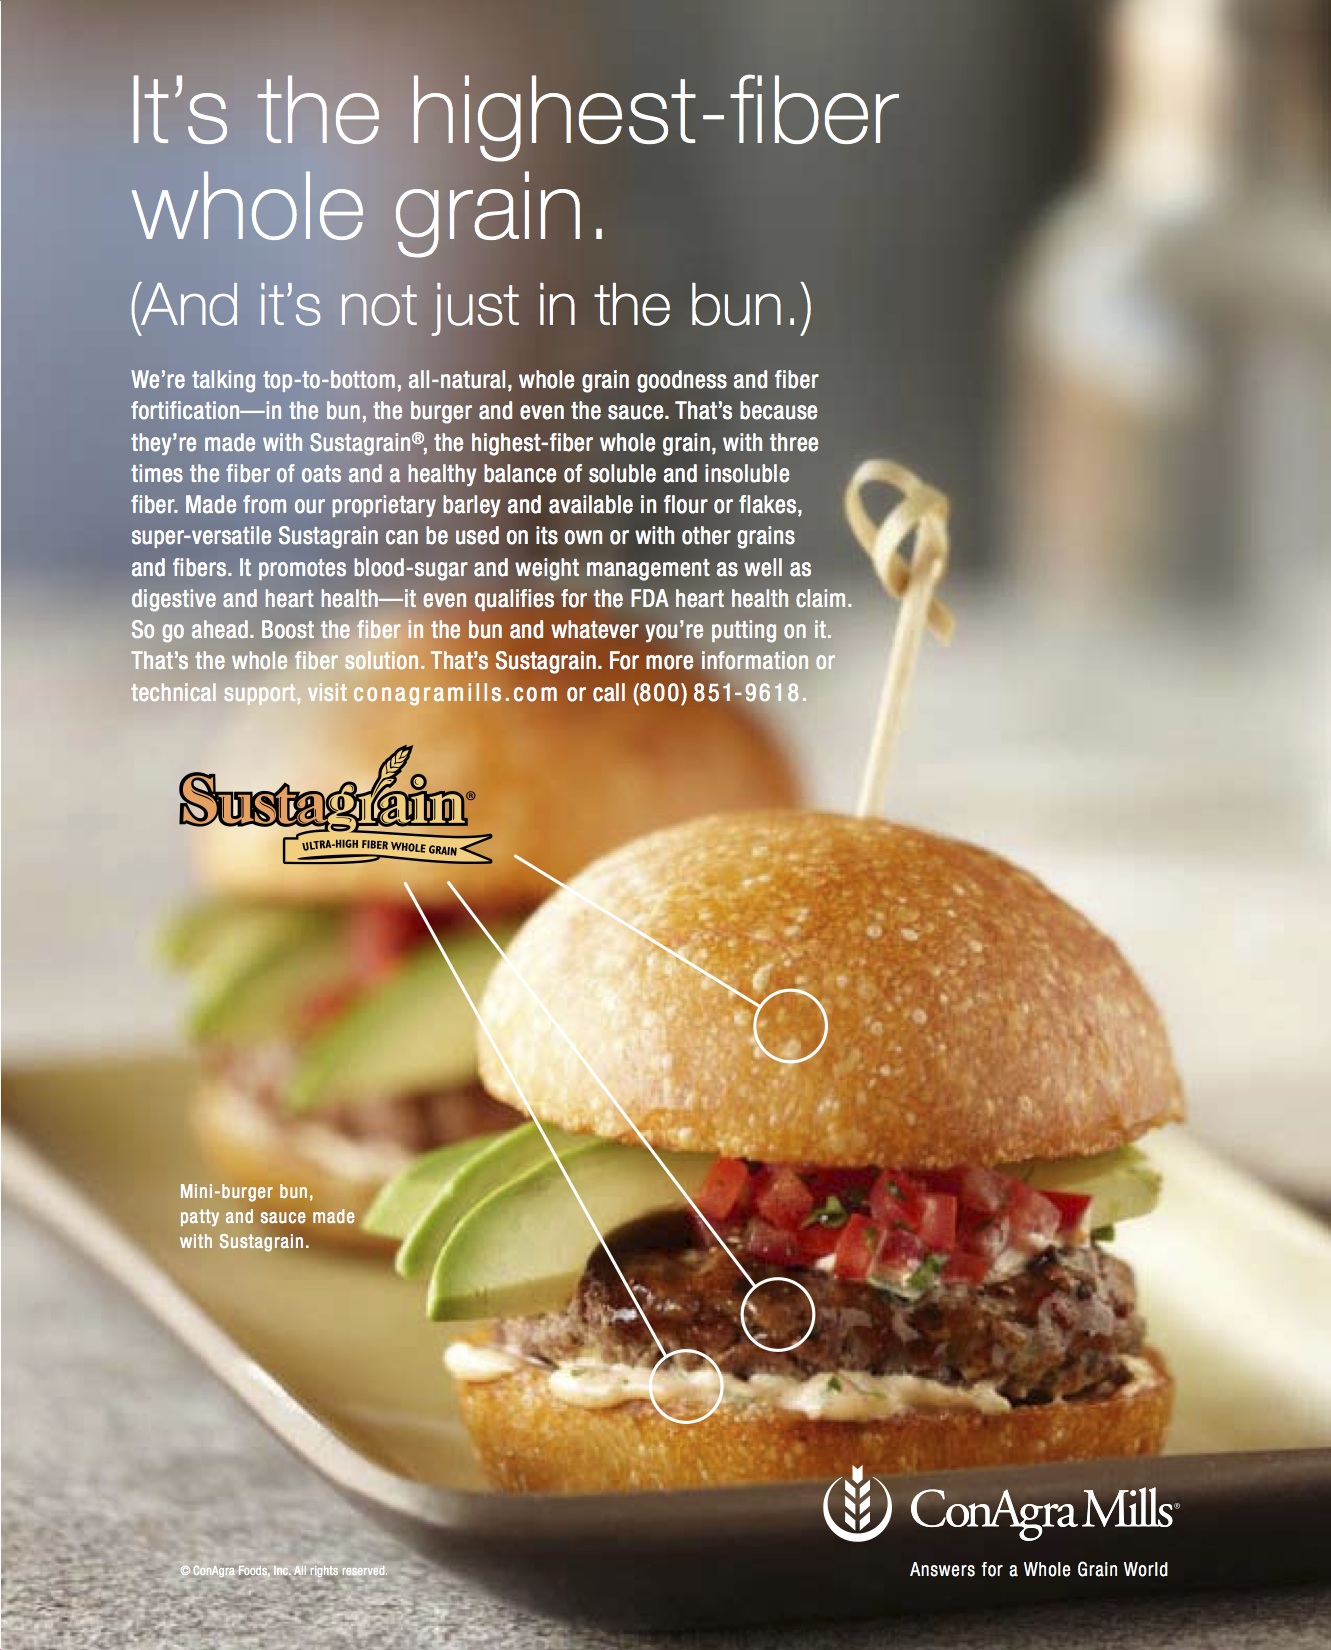 It's the highest-fiber
whole grain.
(And it's not just in the bun.)
We're talking top-to-bottom, all-natural, whole grain goodness and fiber
fortification—in the bun, the burger and even the sauce. That's because
they're made with Sustagrain®, the highest-fiber whole grain, with three
times the fiber of oats and a healthy balance of soluble and insoluble
fiber. Made from our proprietary barley and available in flour or flakes,
super-versatile Sustagrain can be used on its own or with other grains
and fibers. It promotes blood-sugar and weight management as well as
digestive and heart health—it even qualifies for the FDA heart health claim.
So go ahead. Boost the fiber in the bun and whatever you're putting on it.
That's the whole fiber solution. That's Sustagrain. For more information or
technical support, visit conagramills.com or call (800) 851-9618.
Sustagrain®
ULTRA-HIGH FIBER WHOLE GRAIN
Mini-burger bun,
patty and sauce made
with Sustagrain.
ConAgra Mills®
Answers for a Whole Grain World
© ConAgra Foods, Inc. All rights reserved.